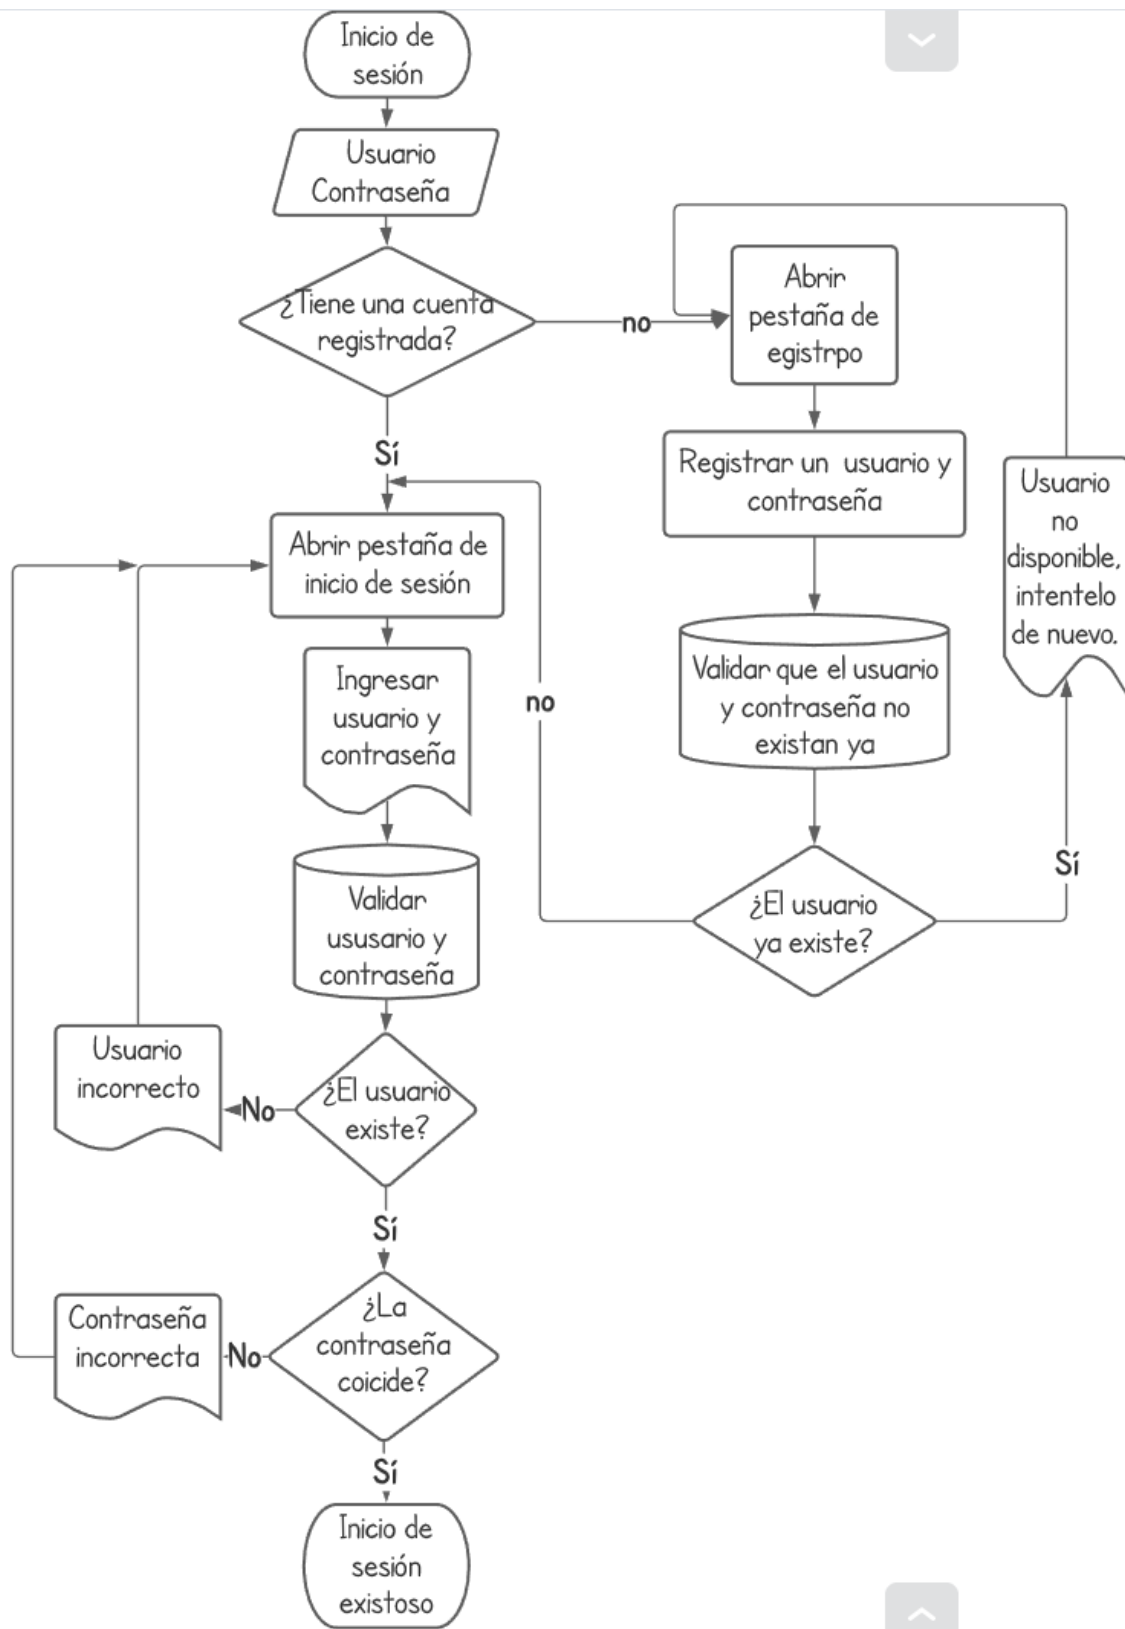 Inicio de
sesión
Usuario
Contraseña
¿Tiene una cuenta
registrada?
no
Abrir
pestaña de
egistrpo
Registrar un usuario y
contraseña
Validar que el usuario
y contraseña no
existan ya
¿El usuario
ya existe?
Sí
Usuario
no
disponible,
intentelo
de nuevo.
no
Sí
Abrir pestaña de
inicio de sesión
Ingresar
usuario y
contraseña
Validar
ususario y
contraseña
¿El usuario
existe?
No
Usuario
incorrecto
Sí
¿La
contraseña
coicide?
No
Contraseña
incorrecta
Sí
Inicio de
sesión
existoso